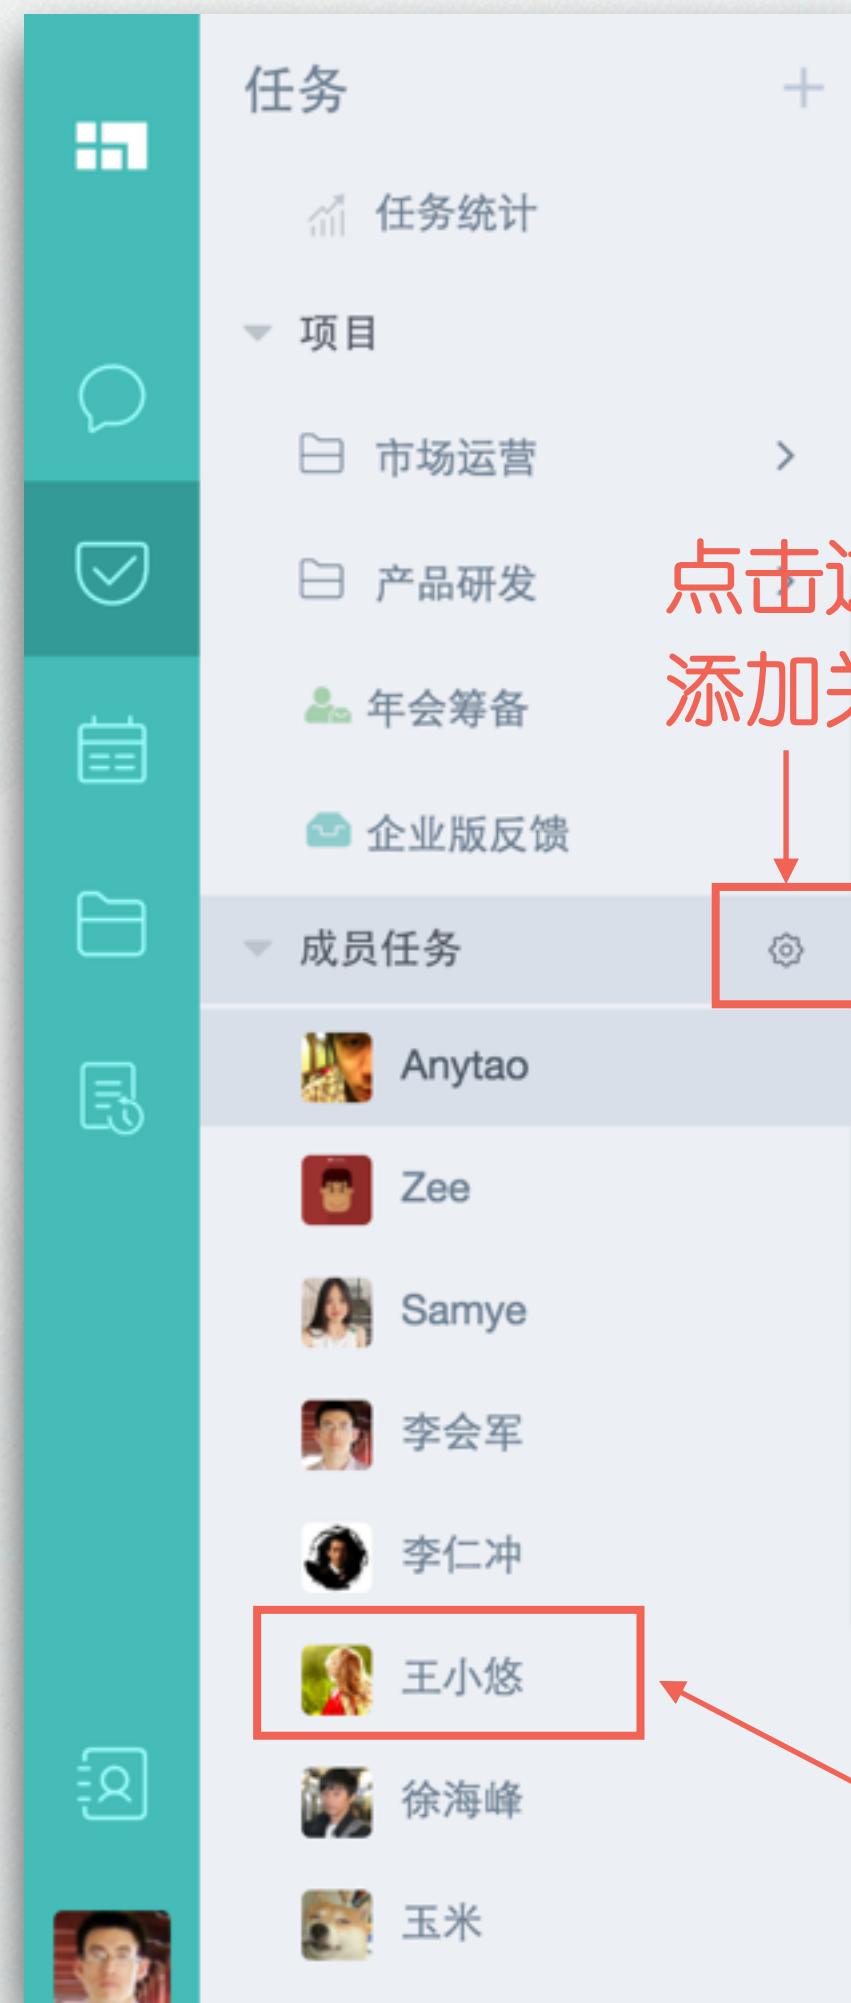 任务
任务统计
项目
市场运营
产品研发
点击
添加
年会筹备
企业版反馈
成员任务
Anytao
Zee
Samye
李会军
李仁冲
王小悠
徐海峰
玉米